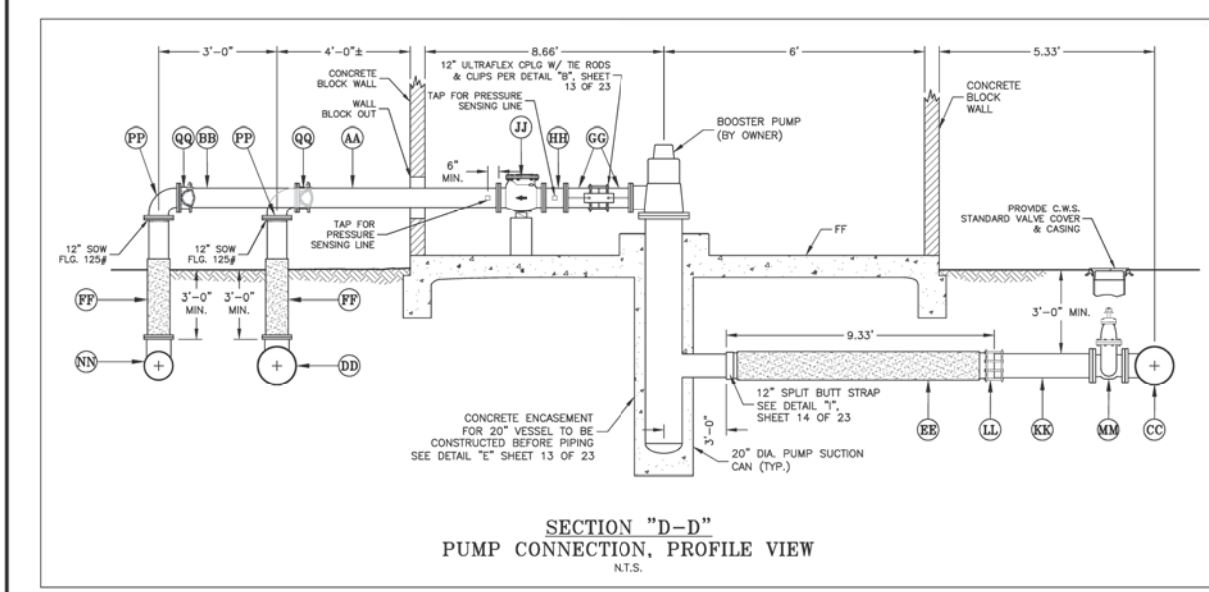 3'-0"
4'-0"±
8.66'
6'
5.33'
CONCRETE
BLOCK WALL
12" ULTRAFLEX CPLG W/ TIE RODS
& CLIPS PER DETAIL "B", SHEET
13 OF 23
TAP FOR PRESSURE
SENSING LINE
CONCRETE
BLOCK
WALL
WALL
BLOCK OUT
BOOSTER PUMP
(BY OWNER)
PP
QQ
BB
PP
QQ
AA
JJ
HH
GG
6"
MIN.
PROVIDE C.W.S.
STANDARD VALVE COVER
& CASING
TAP FOR
PRESSURE
SENSING LINE
FF
12" SOW
FLG. 125#
12" SOW
FLG. 125#
FF
3'-0"
MIN.
3'-0"
MIN.
FF
3'-0" MIN.
9.33'
NN
DD
12" SPLIT BUTT STRAP
SEE DETAIL "I",
SHEET 14 OF 23
3'-0"
CONCRETE ENCASEMENT
FOR 20" VESSEL TO BE
CONSTRUCTED BEFORE PIPING
SEE DETAIL "E" SHEET 13 OF 23
EE
LL
KK
MM
CC
20" DIA. PUMP SUCTION
CAN (TYP.)
SECTION "D-D"
PUMP CONNECTION, PROFILE VIEW
N.T.S.